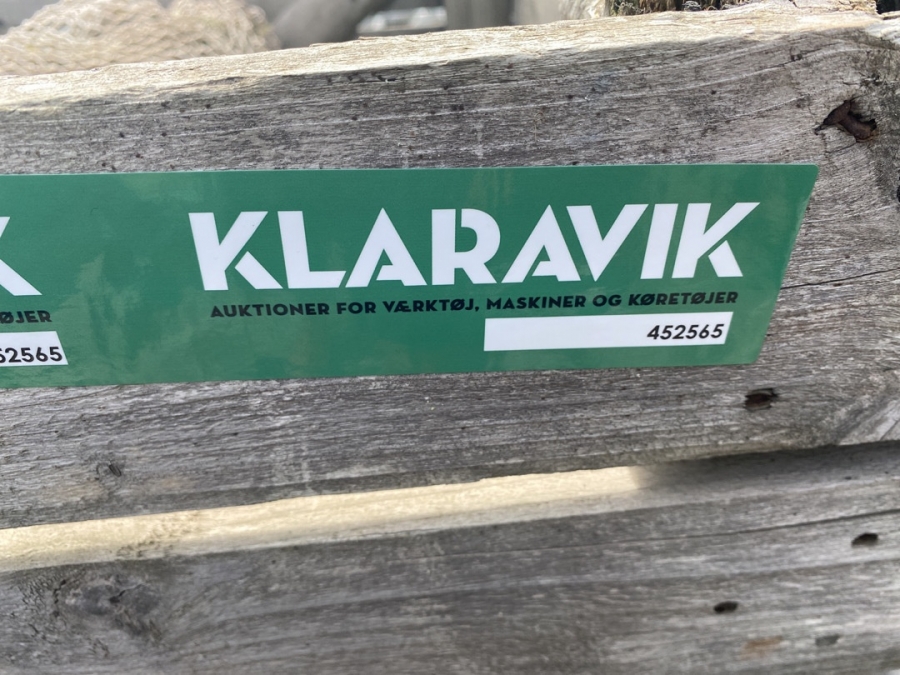 KLARAVIK
AUKTIONER FOR VÆRKTØJ, MASKINER OG KØRETØJER
452565